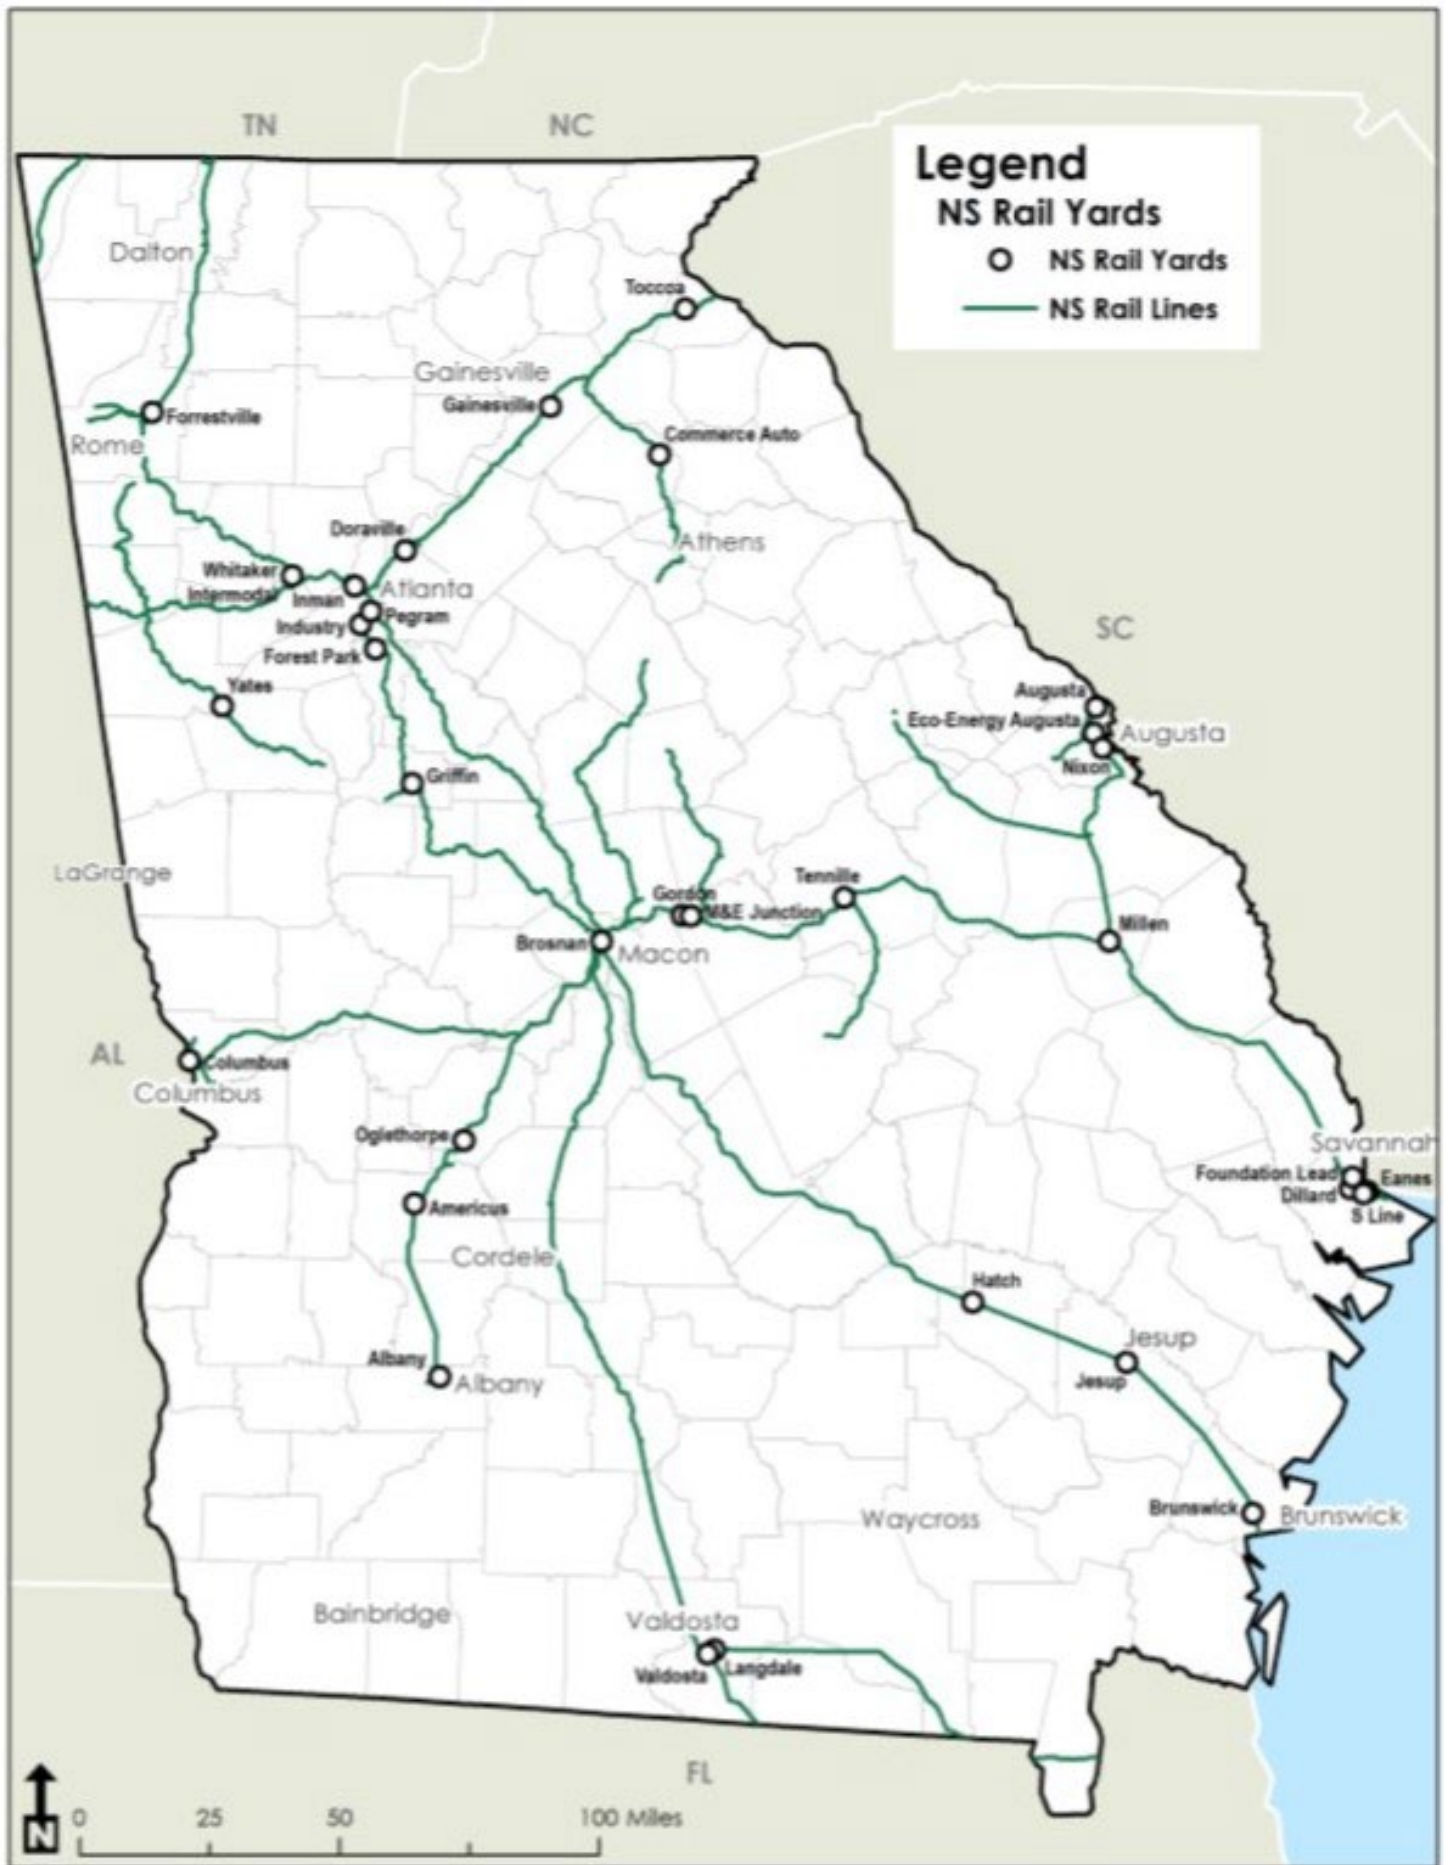 TN
NC
Legend
NS Rail Yards
NS Rail Yards
NS Rail Lines
Dalton
Toccoa
Gainesville
Gainesville
Forrestville
Rome
Commerce Auto
Doraville
Athens
Whitaker
Intermodal
Inman
Atlanta
Pegram
Industry
Forest Park
SC
Yates
Augusta
Eco-Energy Augusta
Augusta
Nixon
Griffin
LaGrange
Tennille
Gordon
M&E Junction
Millen
Brosnan
Macon
AL
Columbus
Columbus
Oglethorpe
Savannah
Foundation Lead
Eanes
Dillard
S Line
Americus
Cordele
Hatch
Jesup
Jesup
Albany
Albany
Brunswick
Brunswick
Waycross
Bainbridge
Valdosta
Valdosta
Langdale
FL
N
0 25 50 100 Miles